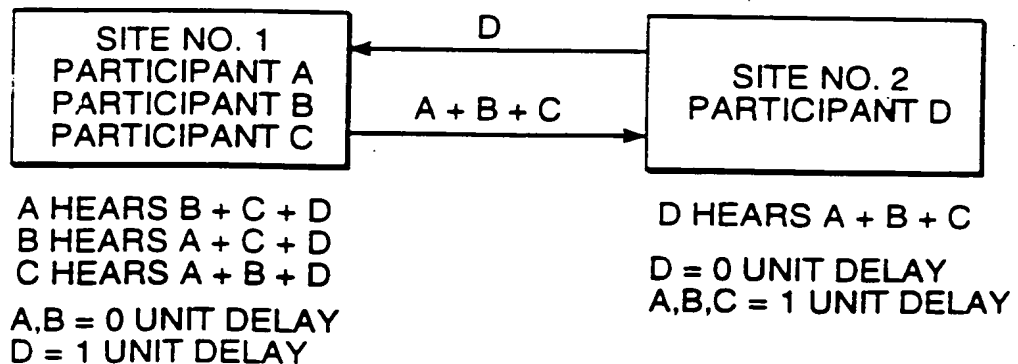 SITE NO. 1
PARTICIPANT A
PARTICIPANT B
PARTICIPANT C
D
A + B + C
SITE NO. 2
PARTICIPANT D
A HEARS B + C + D
B HEARS A + C + D
C HEARS A + B + D
A,B = 0 UNIT DELAY
D = 1 UNIT DELAY
D HEARS A + B + C
D = 0 UNIT DELAY
A,B,C = 1 UNIT DELAY